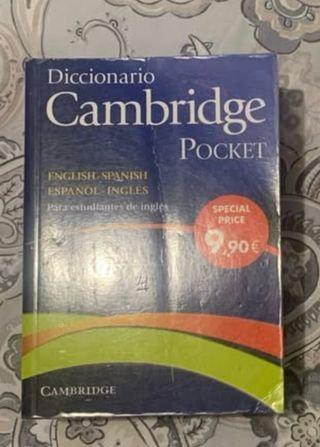 Diccionario
Cambridge
POCKET
ENGLISH-SPANISH
ESPAÑOL-INGLÉS
Para estudiantes de inglés
SPECIAL
PRICE
9,90€
CAMBRIDGE